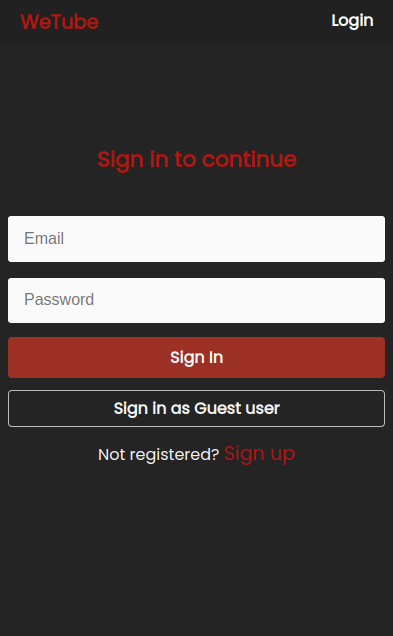 WeTube Login
Sign in to continue
Email
Password
Sign In
Sign in as Guest user
Not registered? Sign up